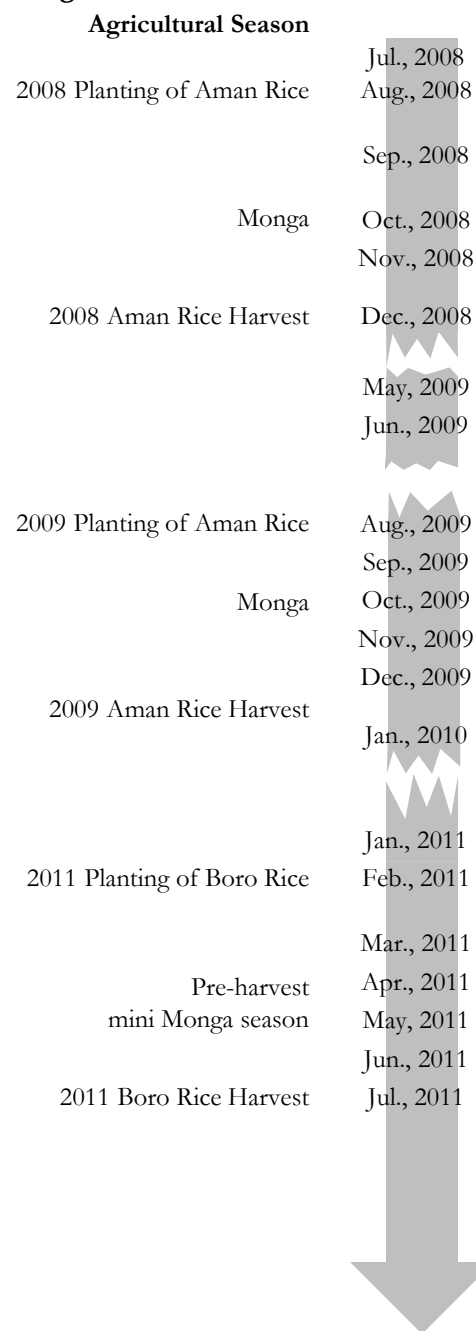 Agricultural Season
Jul., 2008
2008 Planting of Aman Rice Aug., 2008
Sep., 2008
Monga Oct., 2008
Nov., 2008
2008 Aman Rice Harvest Dec., 2008
May, 2009
Jun., 2009
2009 Planting of Aman Rice Aug., 2009
Sep., 2009
Monga Oct., 2009
Nov., 2009
Dec., 2009
2009 Aman Rice Harvest
Jan., 2010
Jan., 2011
2011 Planting of Boro Rice Feb., 2011
Mar., 2011
Pre-harvest Apr., 2011
mini Monga season May, 2011
Jun., 2011
2011 Boro Rice Harvest Jul., 2011